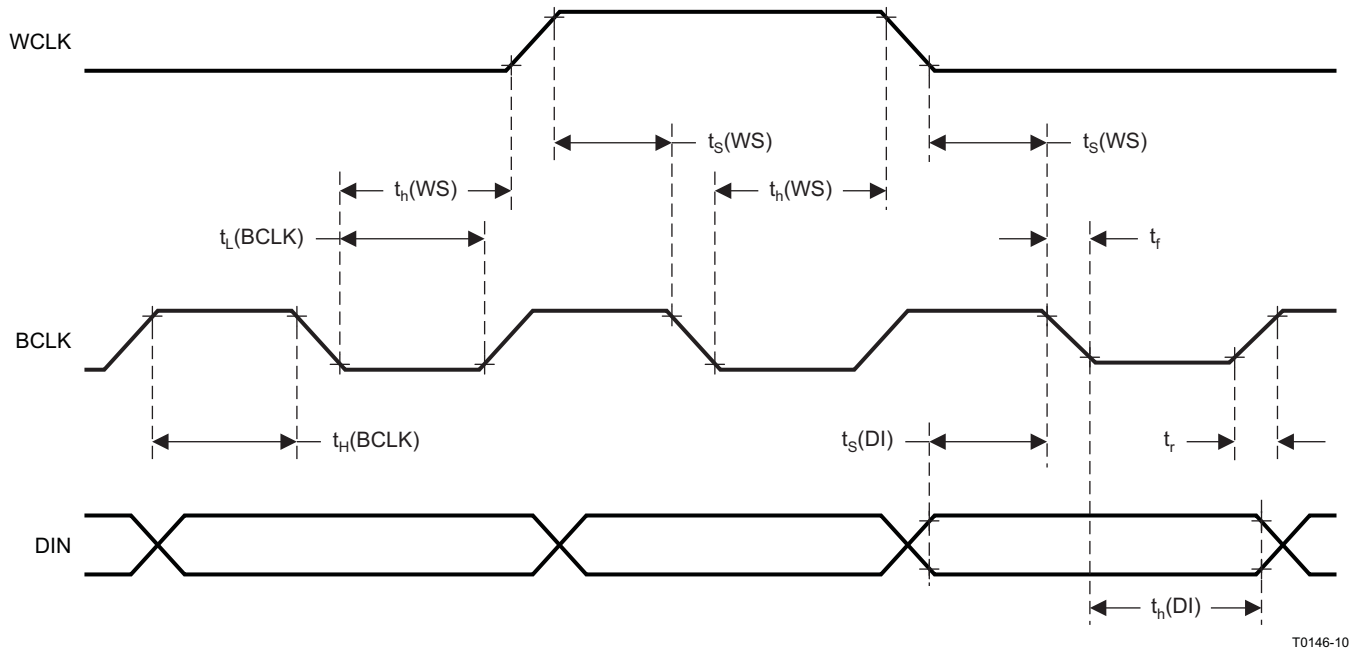 WCLK
tS(WS)
tS(WS)
th(WS)
th(WS)
tL(BCLK)
tf
BCLK
tH(BCLK)
tS(DI)
tr
DIN
th(DI)
T0146-10